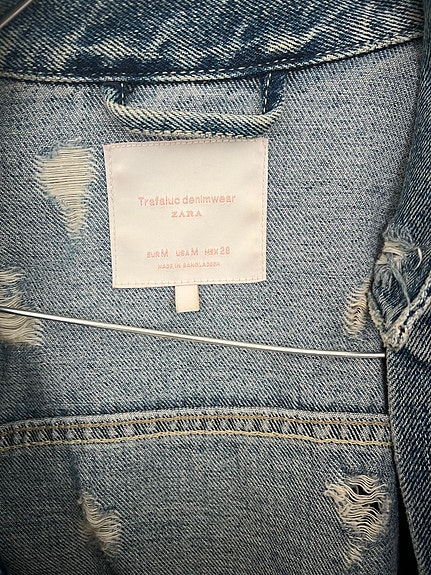 Trafaluc denimwear
ZARA
EUR M USA M MEX 28
MADE IN BANGLADESH